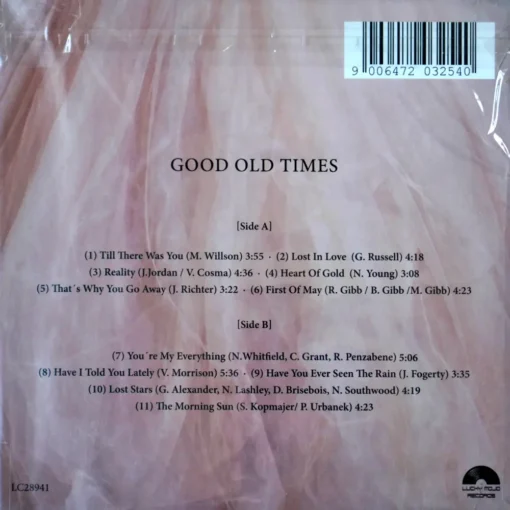 9 006472 032540
GOOD OLD TIMES
[Side A]
(1) Till There Was You (M. Willson) 3:55 · (2) Lost In Love (G. Russell) 4:18
(3) Reality (J.Jordan / V. Cosma) 4:36 · (4) Heart Of Gold (N. Young) 3:08
(5) That´s Why You Go Away (J. Richter) 3:22 · (6) First Of May (R. Gibb / B. Gibb /M. Gibb) 4:23
[Side B]
(7) You´re My Everything (N.Whitfield, C. Grant, R. Penzabene) 5:06
(8) Have I Told You Lately (V. Morrison) 5:36 · (9) Have You Ever Seen The Rain (J. Fogerty) 3:35
(10) Lost Stars (G. Alexander, N. Lashley, D. Brisebois, N. Southwood) 4:19
(11) The Morning Sun (S. Kopmajer/ P. Urbanek) 4:23
LC28941
LUCKY MOJO
RECORDS